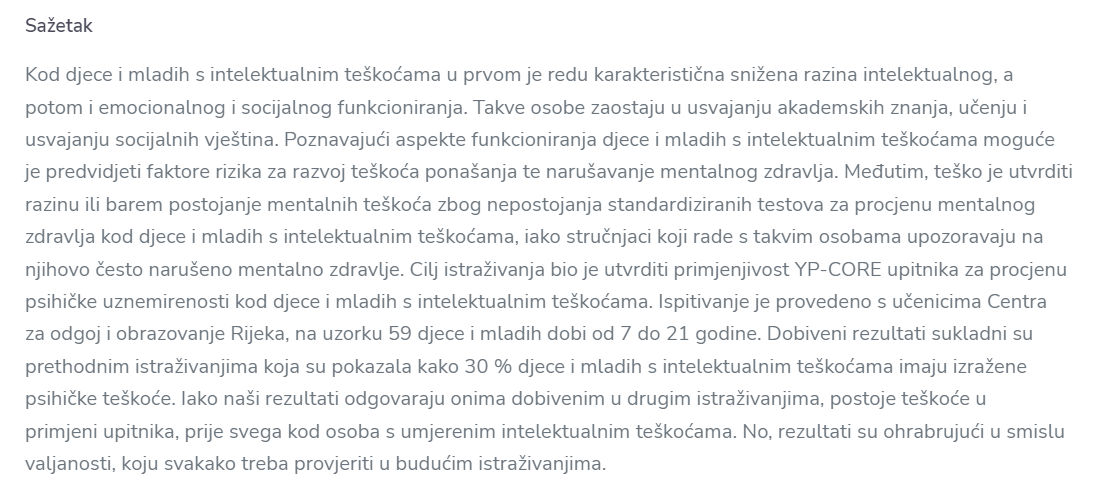 Sažetak
Kod djece i mladih s intelektualnim teškoćama u prvom je redu karakteristična snižena razina intelektualnog, a
potom i emocionalnog i socijalnog funkcioniranja. Takve osobe zaostaju u usvajanju akademskih znanja, učenju i
usvajanju socijalnih vještina. Poznavajući aspekte funkcioniranja djece i mladih s intelektualnim teškoćama moguće
je predvidjeti faktore rizika za razvoj teškoća ponašanja te narušavanje mentalnog zdravlja. Međutim, teško je utvrditi
razinu ili barem postojanje mentalnih teškoća zbog nepostojanja standardiziranih testova za procjenu mentalnog
zdravlja kod djece i mladih s intelektualnim teškoćama, iako stručnjaci koji rade s takvim osobama upozoravaju na
njihovo često narušeno mentalno zdravlje. Cilj istraživanja bio je utvrditi primjenjivost YP-CORE upitnika za procjenu
psihičke uznemirenosti kod djece i mladih s intelektualnim teškoćama. Ispitivanje je provedeno s učenicima Centra
za odgoj i obrazovanje Rijeka, na uzorku 59 djece i mladih dobi od 7 do 21 godine. Dobiveni rezultati sukladni su
prethodnim istraživanjima koja su pokazala kako 30 % djece i mladih s intelektualnim teškoćama imaju izražene
psihičke teškoće. Iako naši rezultati odgovaraju onima dobivenim u drugim istraživanjima, postoje teškoće u
primjeni upitnika, prije svega kod osoba s umjerenim intelektualnim teškoćama. No, rezultati su ohrabrujući u smislu
valjanosti, koju svakako treba provjeriti u budućim istraživanjima.